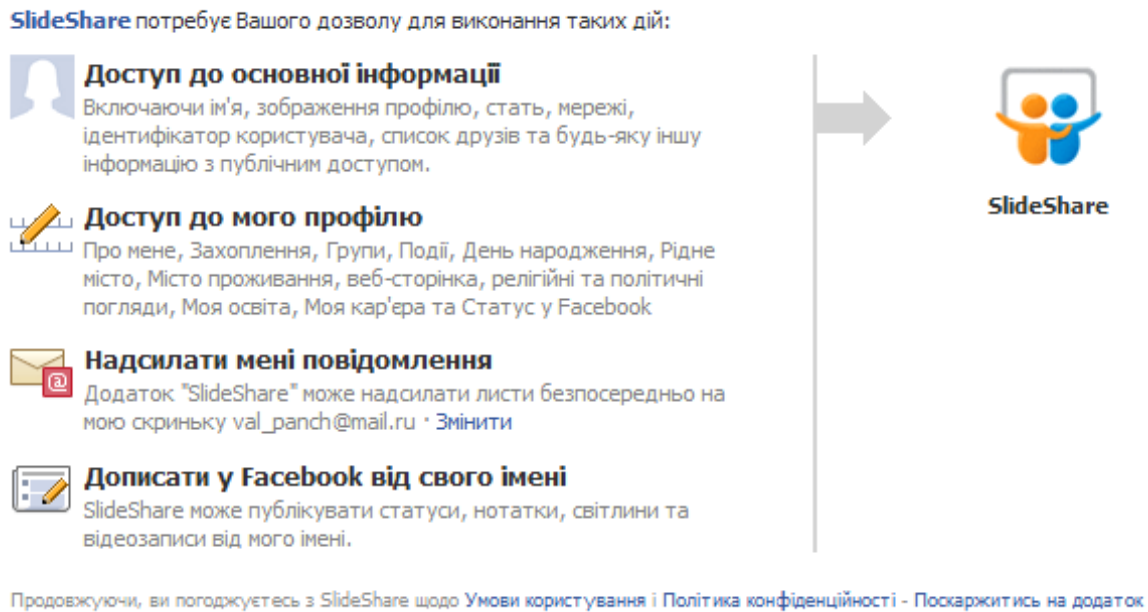 SlideShare потребує Вашого дозволу для виконання таких дій:
Доступ до основної інформації
Включаючи ім'я, зображення профілю, стать, мережі,
ідентифікатор користувача, список друзів та будь-яку іншу
інформацію з публічним доступом.
Доступ до мого профілю
Про мене, Захоплення, Групи, Події, День народження, Рідне
місто, Місто проживання, веб-сторінка, релігійні та політичні
погляди, Моя освіта, Моя кар'єра та Статус у Facebook
@
Надсилати мені повідомлення
Додаток "SlideShare" може надсилати листи безпосередньо на
мою скриньку val_panch@mail.ru · Змінити
Дописати у Facebook від свого імені
SlideShare може публікувати статуси, нотатки, світлини та
відеозаписи від мого імені.
SlideShare
Продовжуючи, ви погоджуєтесь з SlideShare щодо Умови користування і Політика конфіденційності - Поскаржитись на додаток